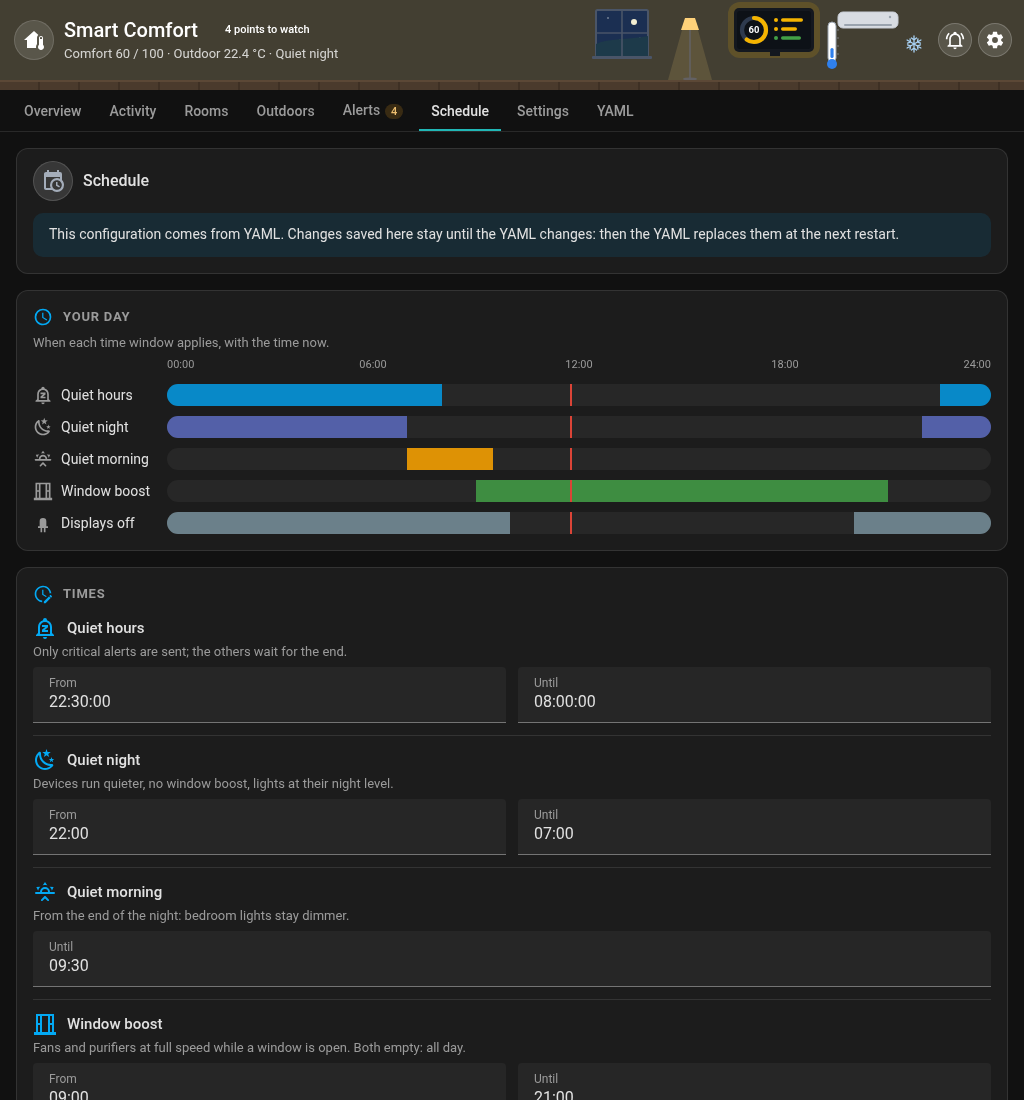 Smart Comfort
4 points to watch
Comfort 60 / 100 · Outdoor 22.4 °C · Quiet night
60
Overview
Activity
Rooms
Outdoors
Alerts 4
Schedule
Settings
YAML
Schedule
This configuration comes from YAML. Changes saved here stay until the YAML changes: then the YAML replaces them at the next restart.
YOUR DAY
When each time window applies, with the time now.
00:00 06:00 12:00 18:00 24:00
Quiet hours
Quiet night
Quiet morning
Window boost
Displays off
TIMES
Quiet hours
Only critical alerts are sent; the others wait for the end.
From
22:30:00
Until
08:00:00
Quiet night
Devices run quieter, no window boost, lights at their night level.
From
22:00
Until
07:00
Quiet morning
From the end of the night: bedroom lights stay dimmer.
Until
09:30
Window boost
Fans and purifiers at full speed while a window is open. Both empty: all day.
From
09:00
Until
21:00